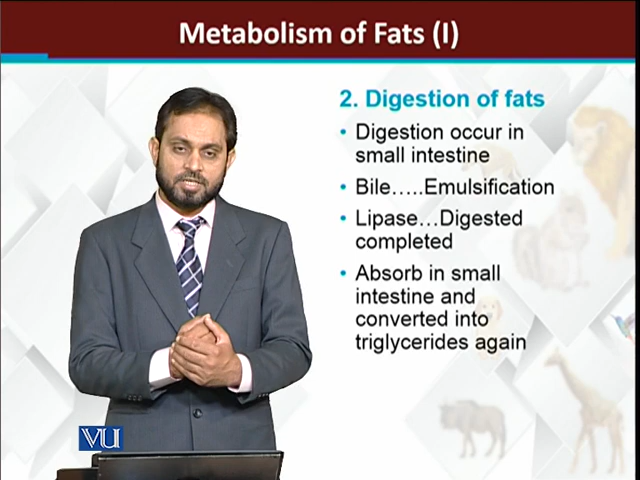 Metabolism of Fats (I)
2. Digestion of fats
• Digestion occur in
small intestine
• Bile…..Emulsification
• Lipase…Digested
completed
• Absorb in small
intestine and
converted into
triglycerides again
VU